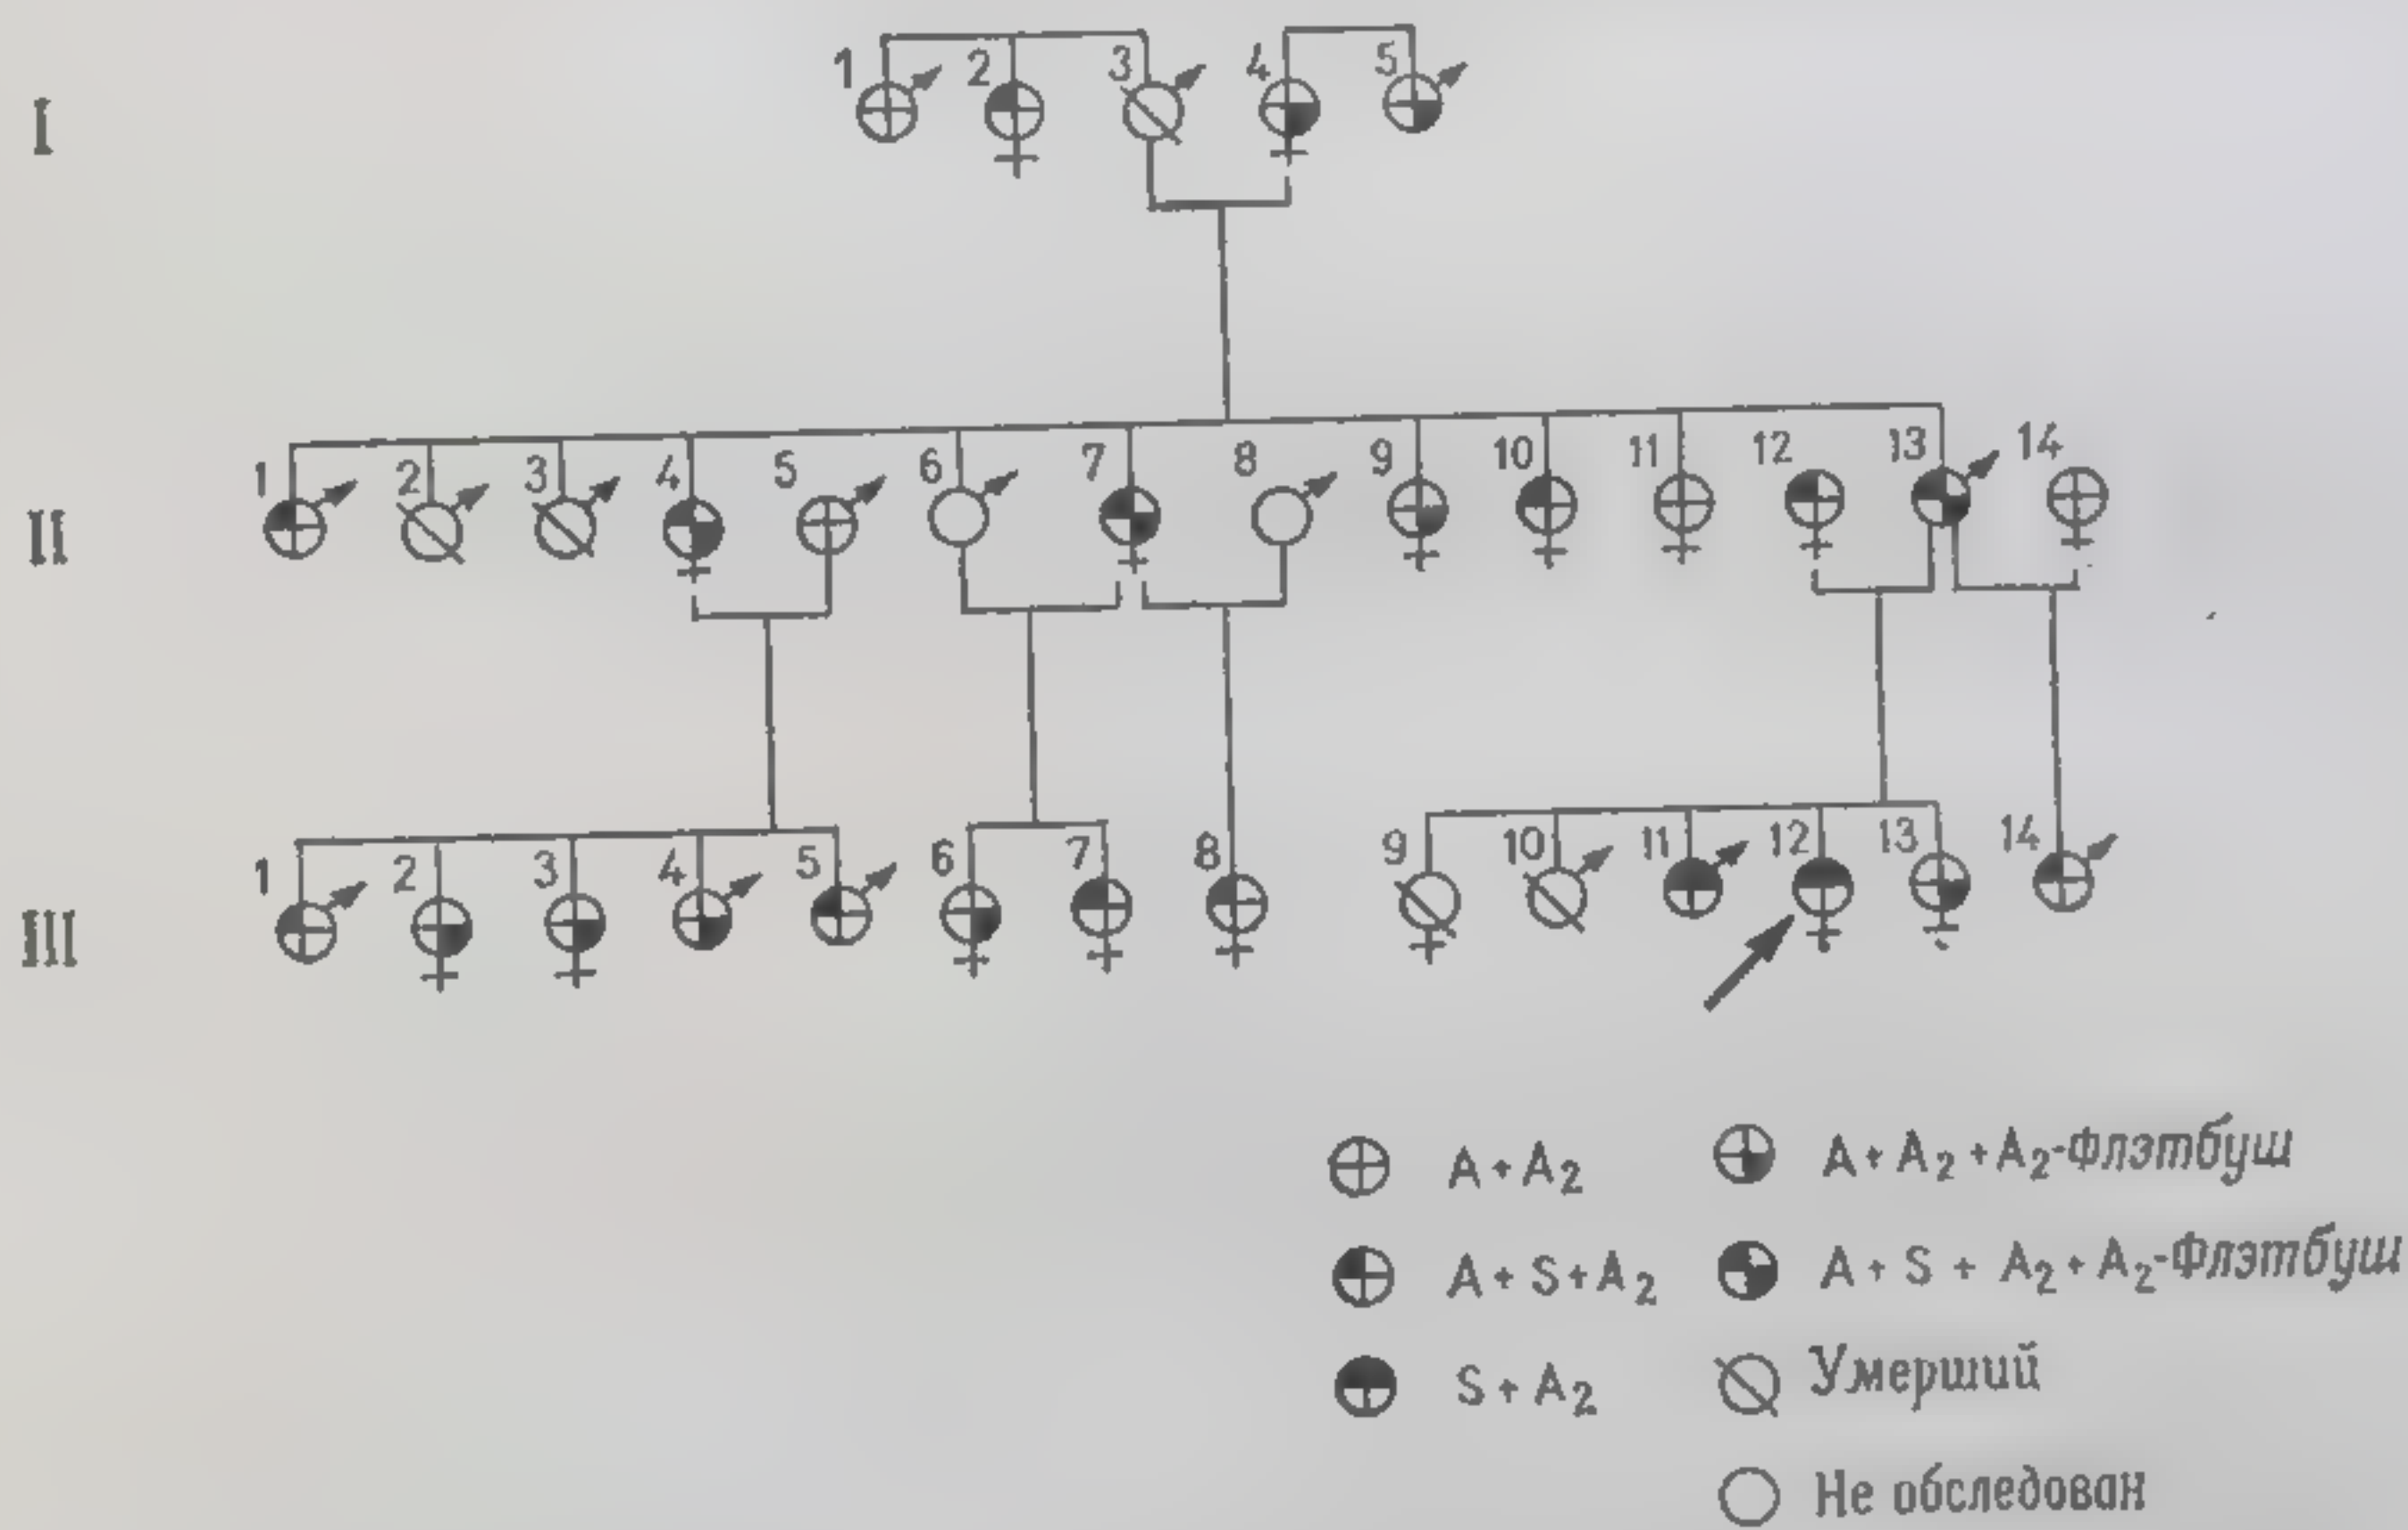 I
1 2 3 4 5
II
1 2 3 4 5 6 7 8 9 10 11 12 13 14
III
1 2 3 4 5 6 7 8 9 10 11 12 13 14
A + A₂
A + A₂ + A₂-Флэтбуш
A + S + A₂
A + S + A₂ + A₂-Флэтбуш
S + A₂
Умерший
Не обследован